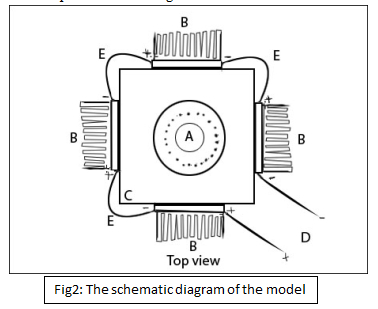 B
E
+
-
E
-
+
B
A
B
+
-
C
-
+
-
E
B
D
Top view
+
Fig2: The schematic diagram of the model